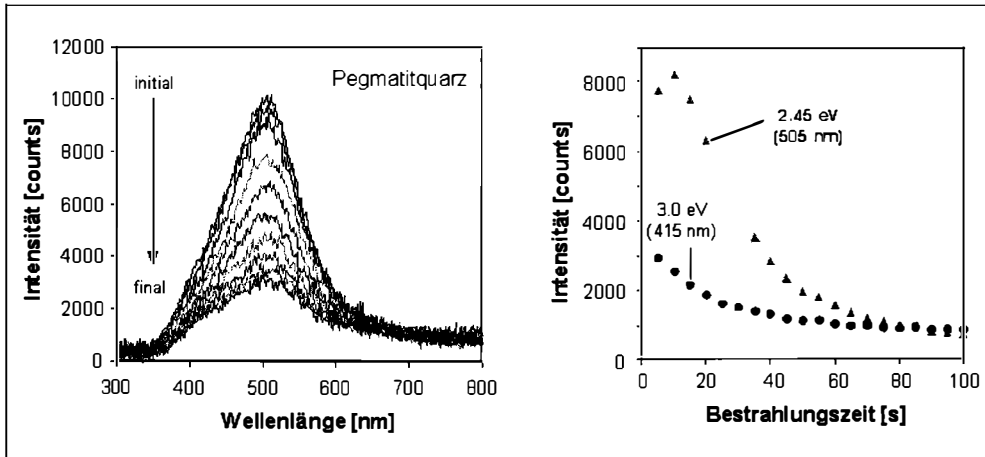 Pegmatitquarz
initial
final
Intensität [counts]
12000
10000
8000
6000
4000
2000
0
300 400 500 600 700 800
Wellenlänge [nm]
2.45 eV
(505 nm)
3.0 eV
(415 nm)
Intensität [counts]
8000
6000
4000
2000
0
0 20 40 60 80 100
Bestrahlungszeit [s]